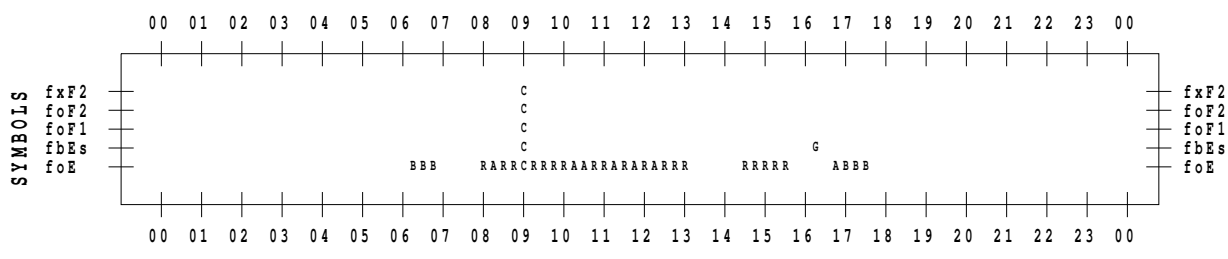 00 01 02 03 04 05 06 07 08 09 10 11 12 13 14 15 16 17 18 19 20 21 22 23 00
SYMBOLS
fxF2 C fxF2
foF2 C foF2
foF1 C foF1
fbEs C G fbEs
foE BBB RARRCRRRRAARRARARARRR RRRRR ABBB foE
00 01 02 03 04 05 06 07 08 09 10 11 12 13 14 15 16 17 18 19 20 21 22 23 00